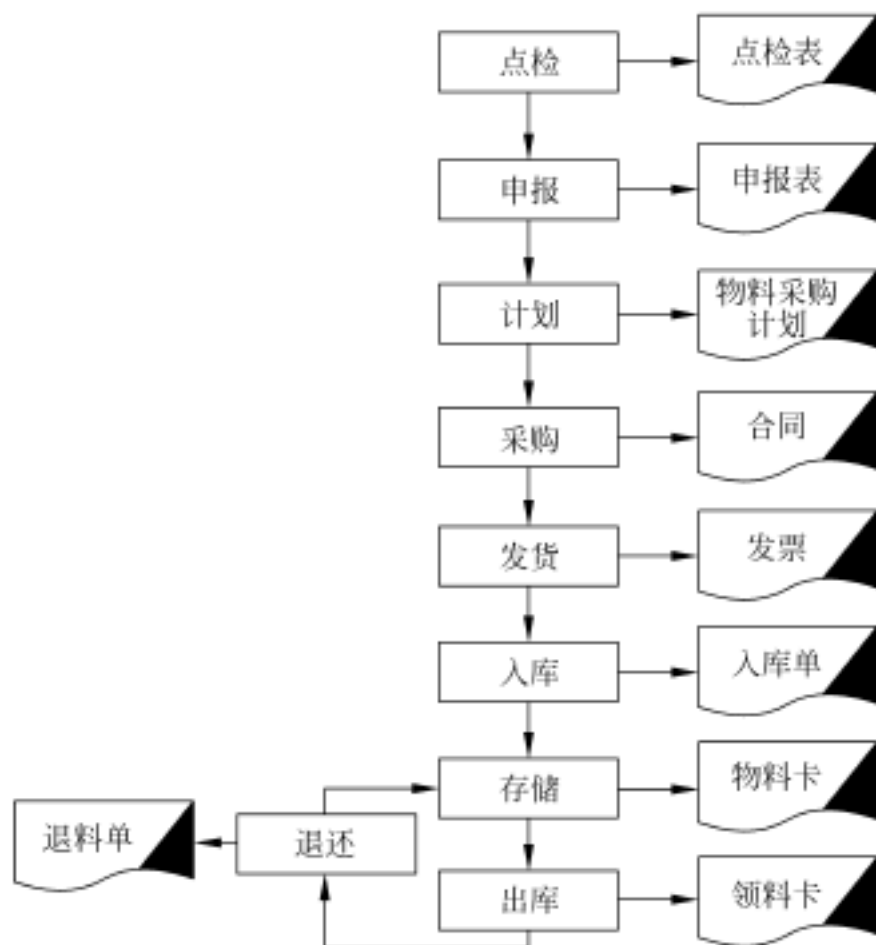 点检
点检表
申报
申报表
计划
物料采购
计划
采购
合同
发货
发票
入库
入库单
存储
物料卡
退料单
退还
出库
领料卡